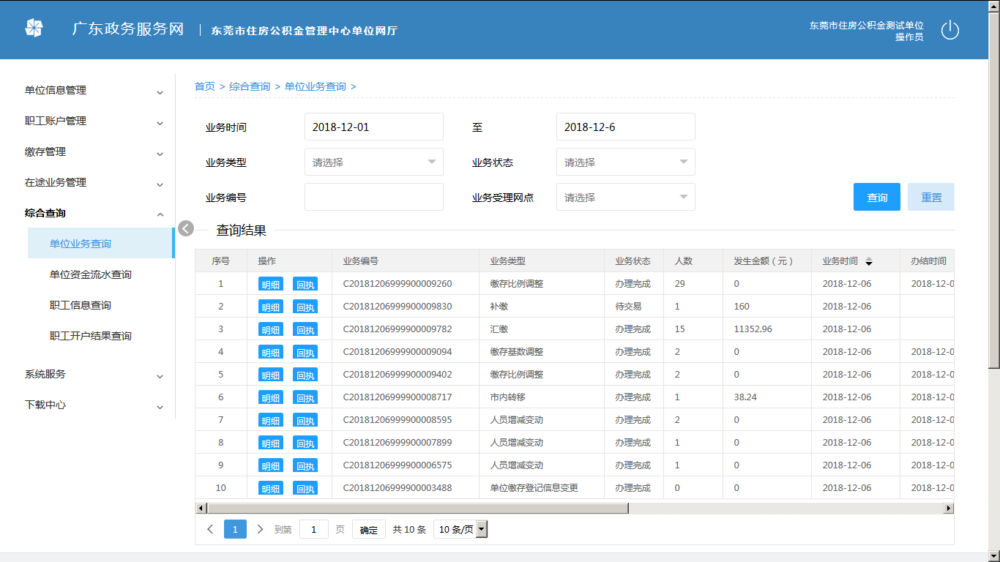 广东政务服务网 | 东莞市住房公积金管理中心单位网厅
东莞市住房公积金测试单位
操作员
单位信息管理
职工账户管理
缴存管理
在途业务管理
综合查询
单位业务查询
单位资金流水查询
职工信息查询
职工开户结果查询
系统服务
下载中心
首页 > 综合查询 > 单位业务查询 >
业务时间 2018-12-01 至 2018-12-6
业务类型 请选择 业务状态 请选择
业务编号 业务受理网点 请选择 查询 重置
查询结果
序号 操作 业务编号 业务类型 业务状态 人数 发生金额（元） 业务时间 办结时间
1 明细 回执 C20181206999900009260 缴存比例调整 办理完成 29 0 2018-12-06 2018-12-0
2 明细 回执 C20181206999900009830 补缴 待交易 1 160 2018-12-06
3 明细 回执 C20181206999900009782 汇缴 办理完成 15 11352.96 2018-12-06
4 明细 回执 C20181206999900009094 缴存基数调整 办理完成 2 0 2018-12-06 2018-12-0
5 明细 回执 C20181206999900009402 缴存比例调整 办理完成 2 0 2018-12-06 2018-12-0
6 明细 回执 C20181206999900008717 市内转移 办理完成 1 38.24 2018-12-06 2018-12-0
7 明细 回执 C20181206999900008595 人员增减变动 办理完成 2 0 2018-12-06 2018-12-0
8 明细 回执 C20181206999900007899 人员增减变动 办理完成 1 0 2018-12-06 2018-12-0
9 明细 回执 C20181206999900006575 人员增减变动 办理完成 1 0 2018-12-06 2018-12-0
10 明细 回执 C20181206999900003488 单位缴存登记信息变更 办理完成 0 0 2018-12-06 2018-12-0
1 到第 1 页 确定 共 10 条 10 条/页